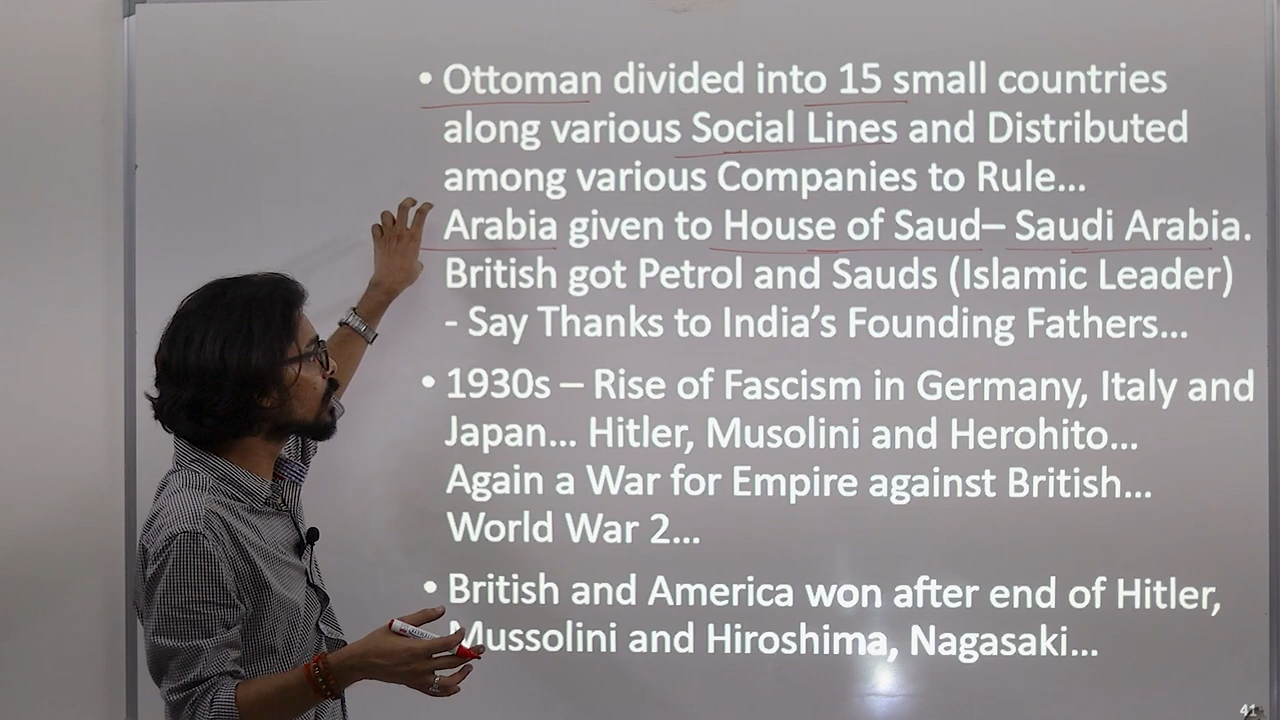 • Ottoman divided into 15 small countries
along various Social Lines and Distributed
among various Companies to Rule...
Arabia given to House of Saud– Saudi Arabia.
British got Petrol and Sauds (Islamic Leader)
- Say Thanks to India's Founding Fathers...
• 1930s – Rise of Fascism in Germany, Italy and
Japan... Hitler, Musolini and Herohito...
Again a War for Empire against British...
World War 2...
• British and America won after end of Hitler,
Mussolini and Hiroshima, Nagasaki...